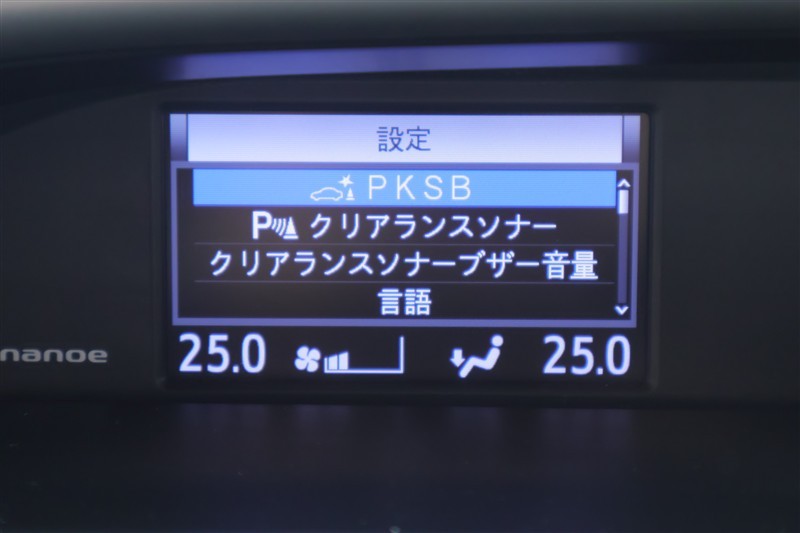 設定
PKSB
P クリアランスソナー
クリアランスソナーブザー音量
言語
nanoe
25.0 25.0